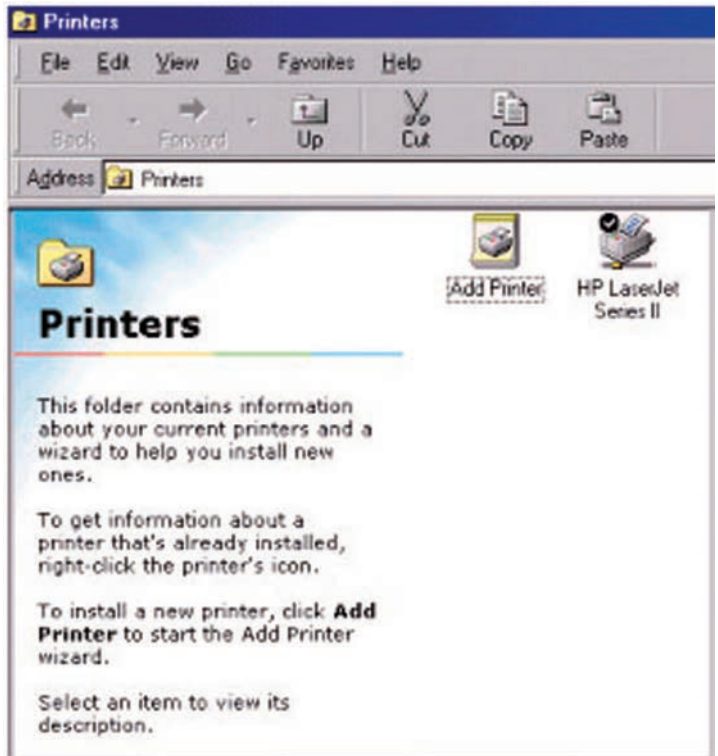 Printers
File Edit View Go Favorites Help
Back Forward Up Cut Copy Paste
Address Printers
Add Printer
HP LaserJet
Series II
Printers
This folder contains information
about your current printers and a
wizard to help you install new
ones.
To get information about a
printer that's already installed,
right-click the printer's icon.
To install a new printer, click Add
Printer to start the Add Printer
wizard.
Select an item to view its
description.